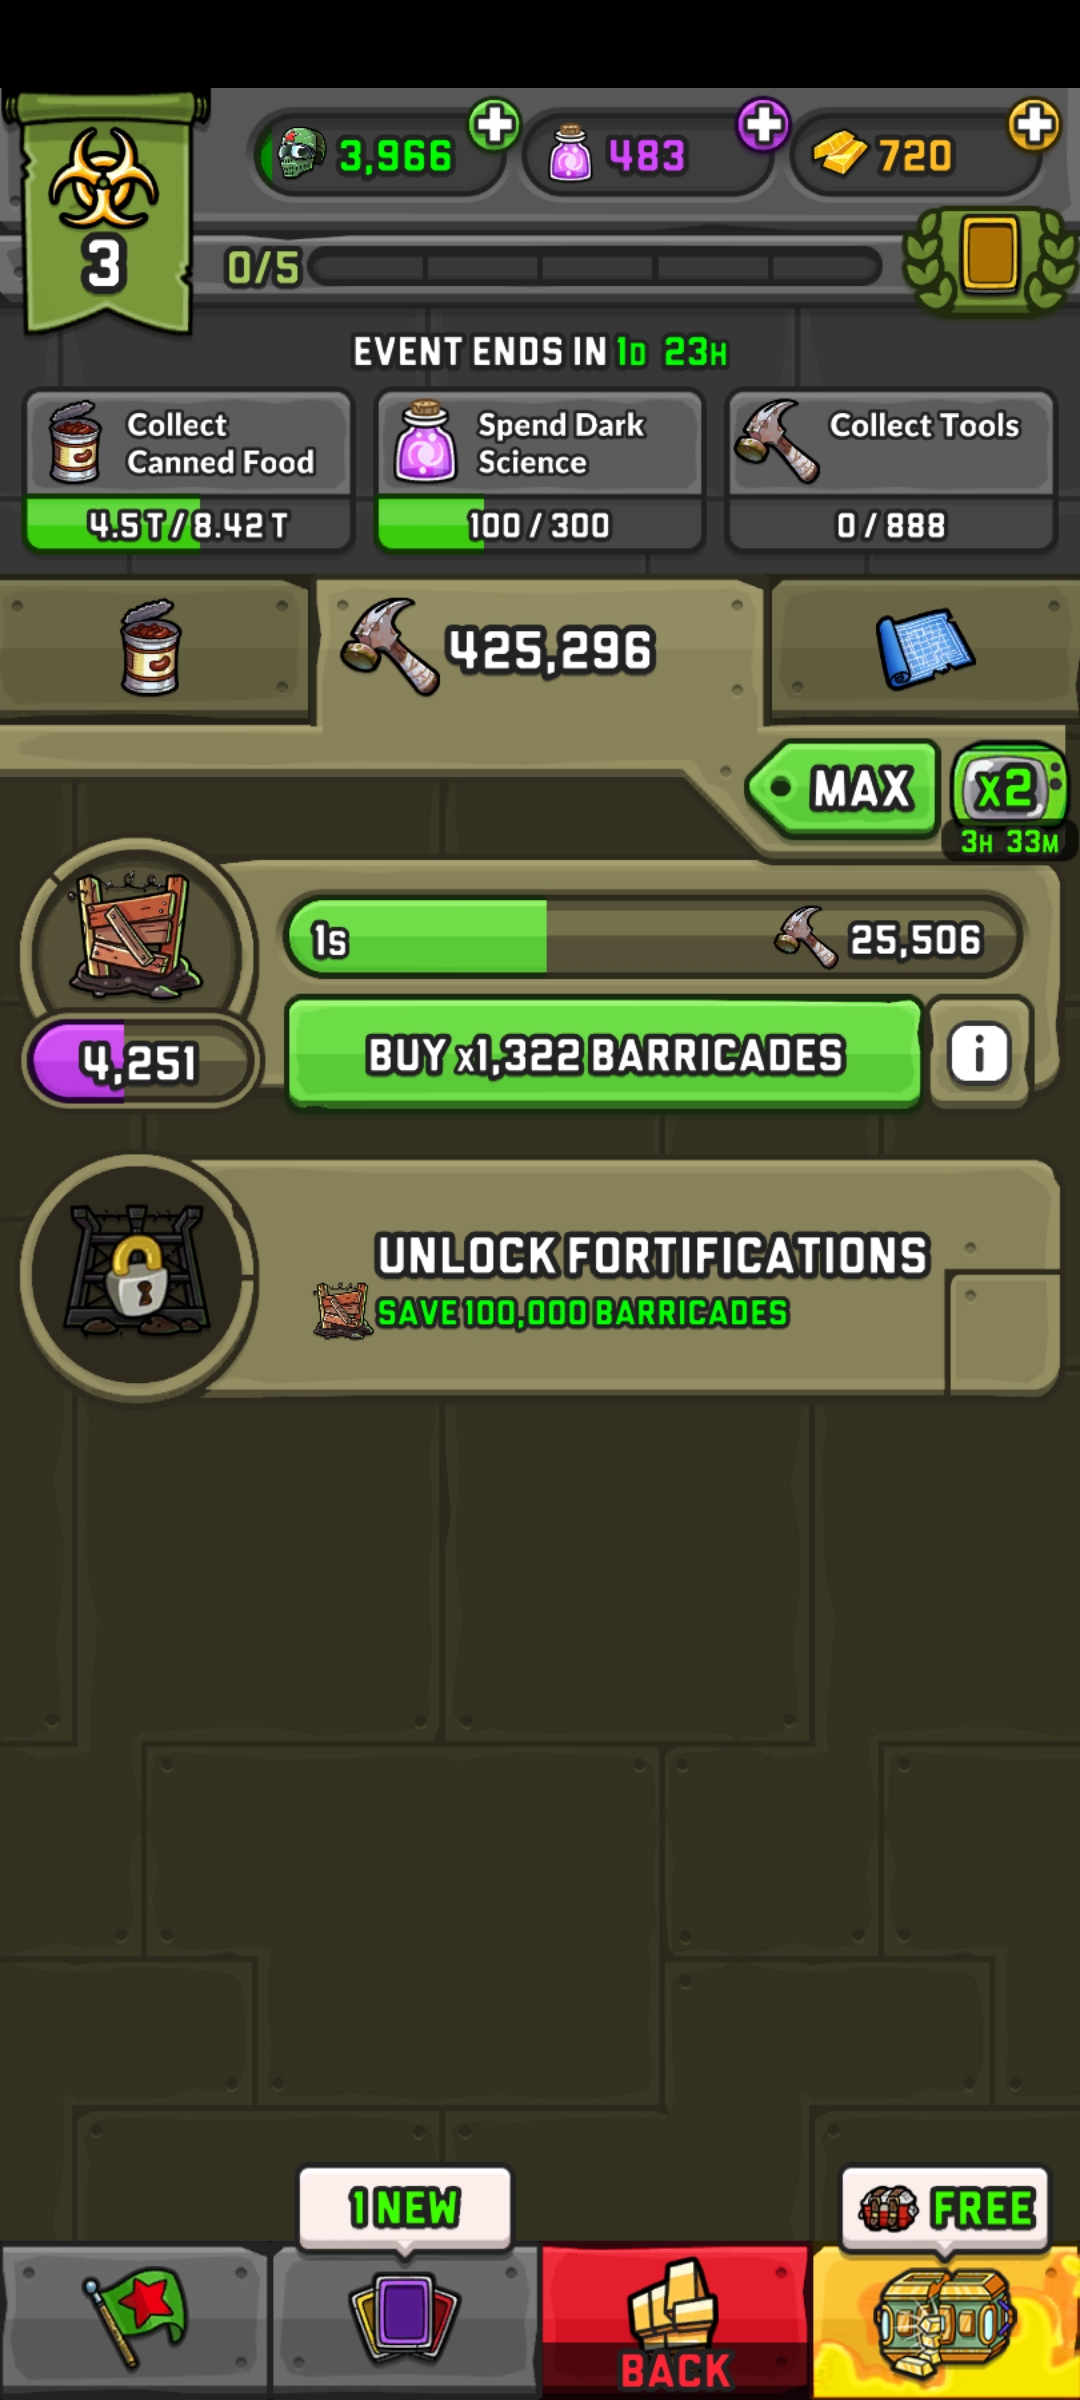 3,966
483
720
3
0/5
EVENT ENDS IN 1D 23H
Collect
Canned Food
4.5T/8.42T
Spend Dark
Science
100/300
Collect Tools
0/888
425,296
MAX
x2
3H 33M
1s
25,506
4,251
BUY x1,322 BARRICADES
i
UNLOCK FORTIFICATIONS
SAVE 100,000 BARRICADES
1 NEW
FREE
BACK